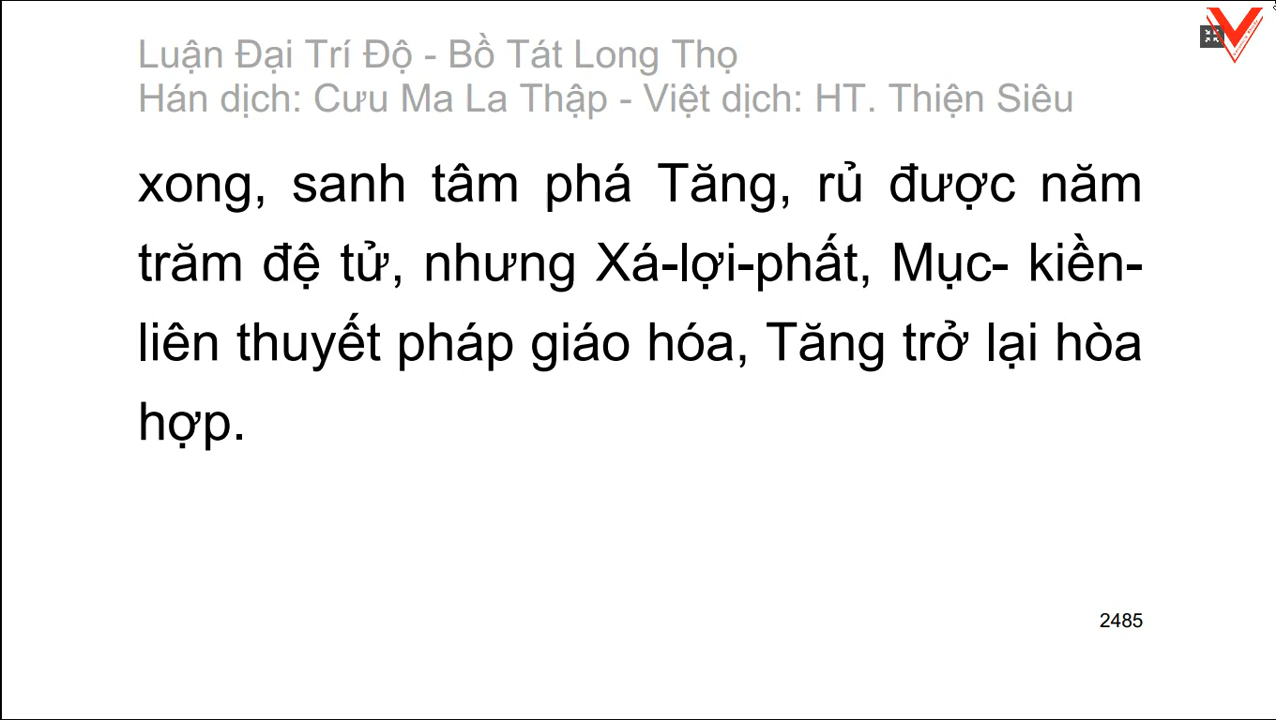 Luận Đại Trí Độ - Bồ Tát Long Thọ
Hán dịch: Cưu Ma La Thập - Việt dịch: HT. Thiện Siêu
xong, sanh tâm phá Tăng, rủ được năm
trăm đệ tử, nhưng Xá-lợi-phất, Mục- kiền-
liên thuyết pháp giáo hóa, Tăng trở lại hòa
hợp.
2485